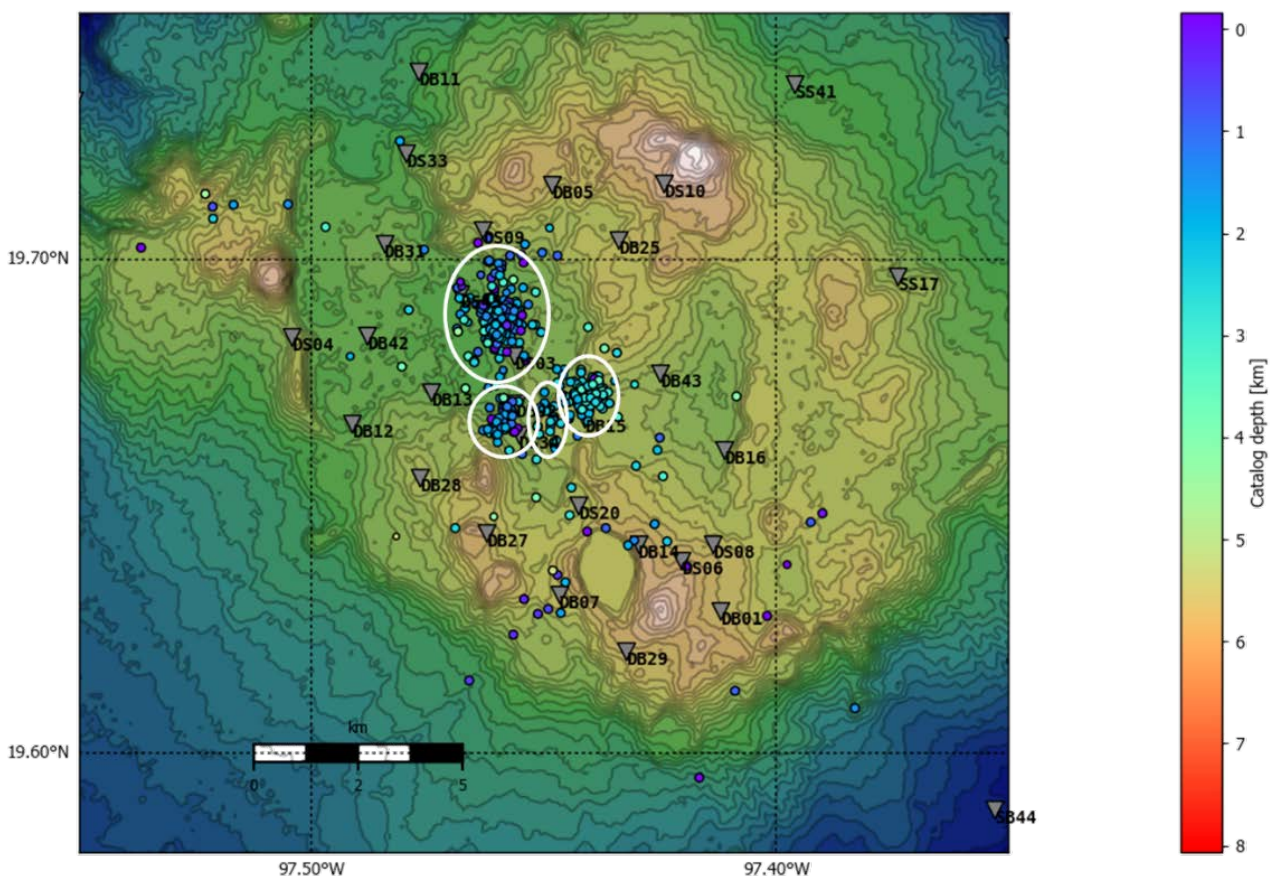 0
DB11
SS41
1
DS33
DB05
DS10
2
DS09
DB31
DB25
19.70°N
SS17
3
DS04
DB42
DB43
DB13
Catalog depth [km]
4
DB12
DB15
DB16
DB28
5
DS20
DB27
DB14
DS08
DS06
DB07
DB01
6
DB29
km
19.60°N
7
0
2
5
SB44
8
97.50°W
97.40°W